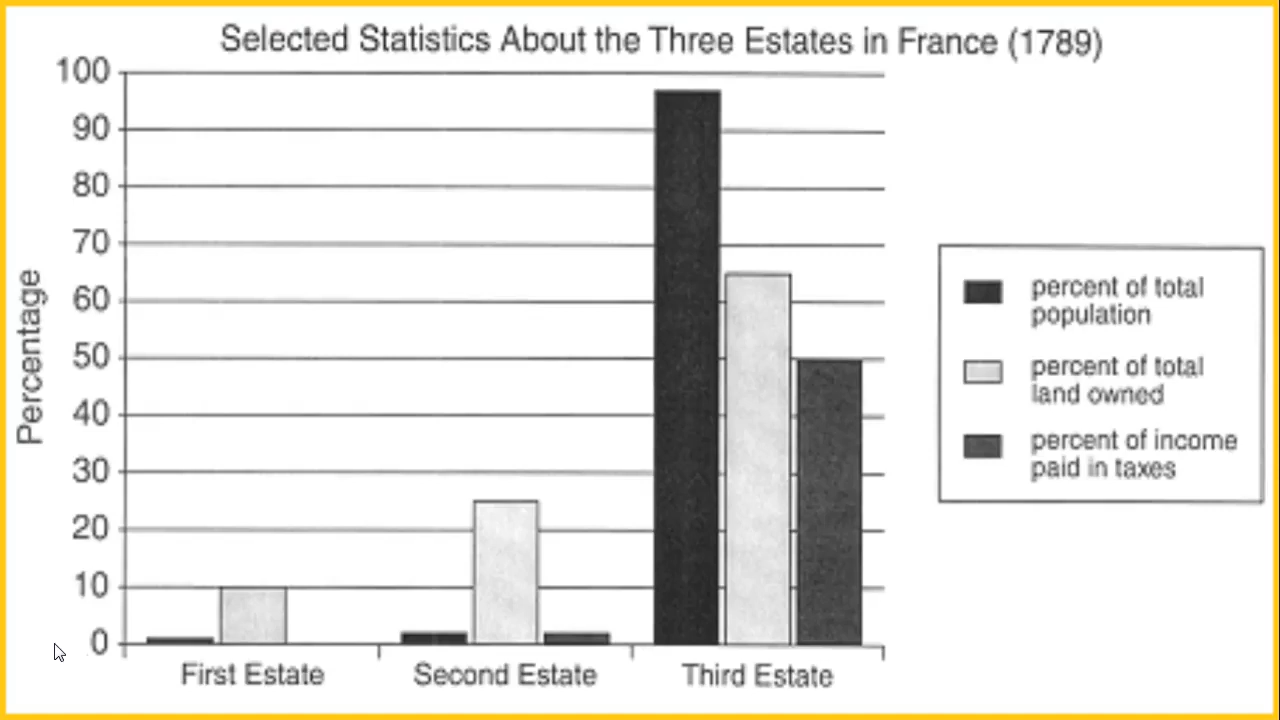 Selected Statistics About the Three Estates in France (1789)
Percentage
100
90
80
70
60
50
40
30
20
10
0
First Estate
Second Estate
Third Estate
percent of total
population
percent of total
land owned
percent of income
paid in taxes